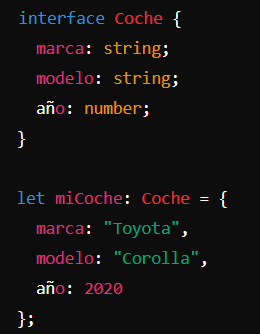 interface Coche {
  marca: string;
  modelo: string;
  año: number;
}

let miCoche: Coche = {
  marca: "Toyota",
  modelo: "Corolla",
  año: 2020
};